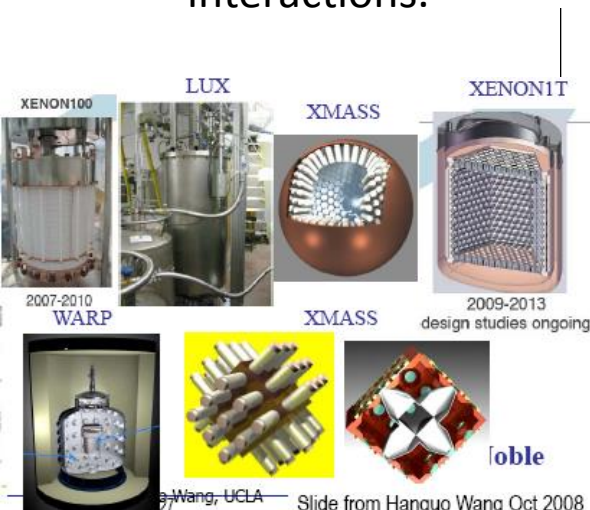 interactions.
LUX
XENON1T
XENON100
XMASS
2007-2010
2009-2013
design studies ongoing
WARP
XMASS
Noble
Wang, UCLA
Slide from Hanguo Wang Oct 2008